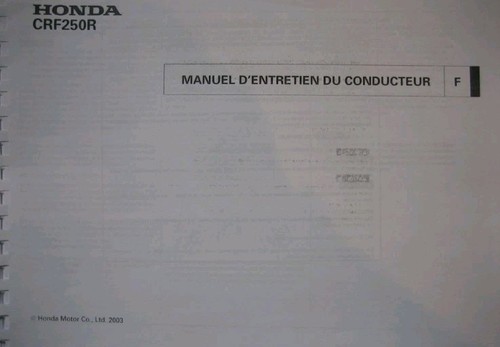 HONDA
CRF250R
MANUEL D'ENTRETIEN DU CONDUCTEUR F
© Honda Motor Co., Ltd. 2003